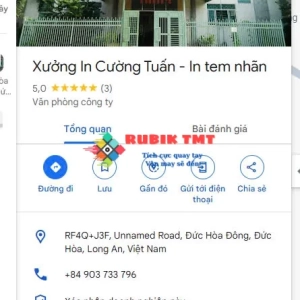 Xưởng In Cường Tuấn - In tem nhãn
5,0 ★★★★★ (3)
Văn phòng công ty
Tổng quan
Bài đánh giá
RUBIK TMT
Tích cực quay tay
Vận may sẽ đến
Đường đi
Lưu
Gần đó
Gửi tới điện thoại
Chia sẻ
RF4Q+J3F, Unnamed Road, Đức Hòa Đông, Đức
Hòa, Long An, Việt Nam
+84 903 733 796